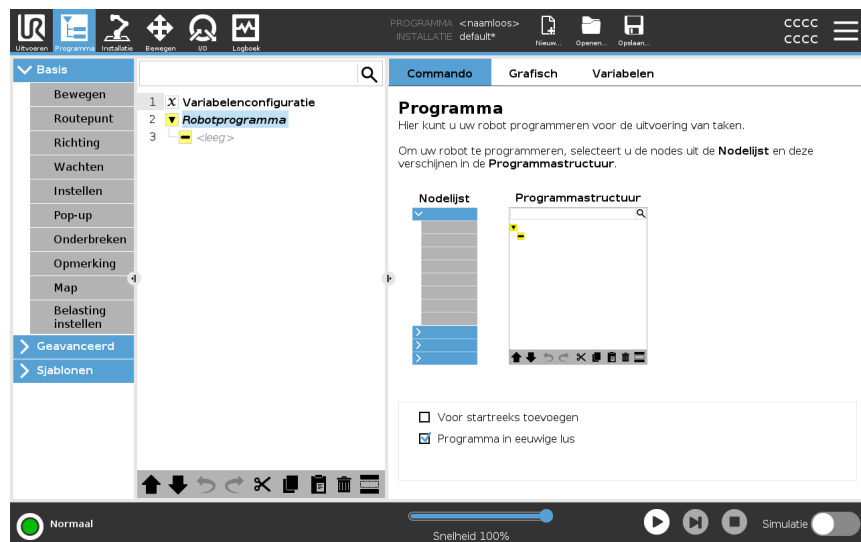 UR
Uitvoeren
Programma
Installatie
Bewegen
I/O
Logboek
PROGRAMMA <naamloos>
INSTALLATIE default*
Nieuw...
Openen...
Opslaan...
cccc
cccc
Basis
Bewegen
Routepunt
Richting
Wachten
Instellen
Pop-up
Onderbreken
Opmerking
Map
Belasting
instellen
Geavanceerd
Sjablonen
1 X Variabelenconfiguratie
2 Robotprogramma
3 <leeg>
Commando
Grafisch
Variabelen
Programma
Hier kunt u uw robot programmeren voor de uitvoering van taken.
Om uw robot te programmeren, selecteert u de nodes uit de Nodelijst en deze
verschijnen in de Programmastructuur.
Nodelijst
Programmastructuur
Voor startreeks toevoegen
Programma in eeuwige lus
Normaal
Snelheid 100%
Simulatie